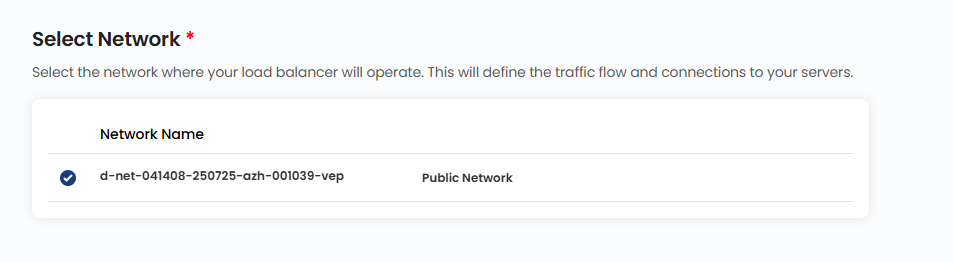 Select Network *
Select the network where your load balancer will operate. This will define the traffic flow and connections to your servers.
Network Name
d-net-041408-250725-azh-001039-vep Public Network